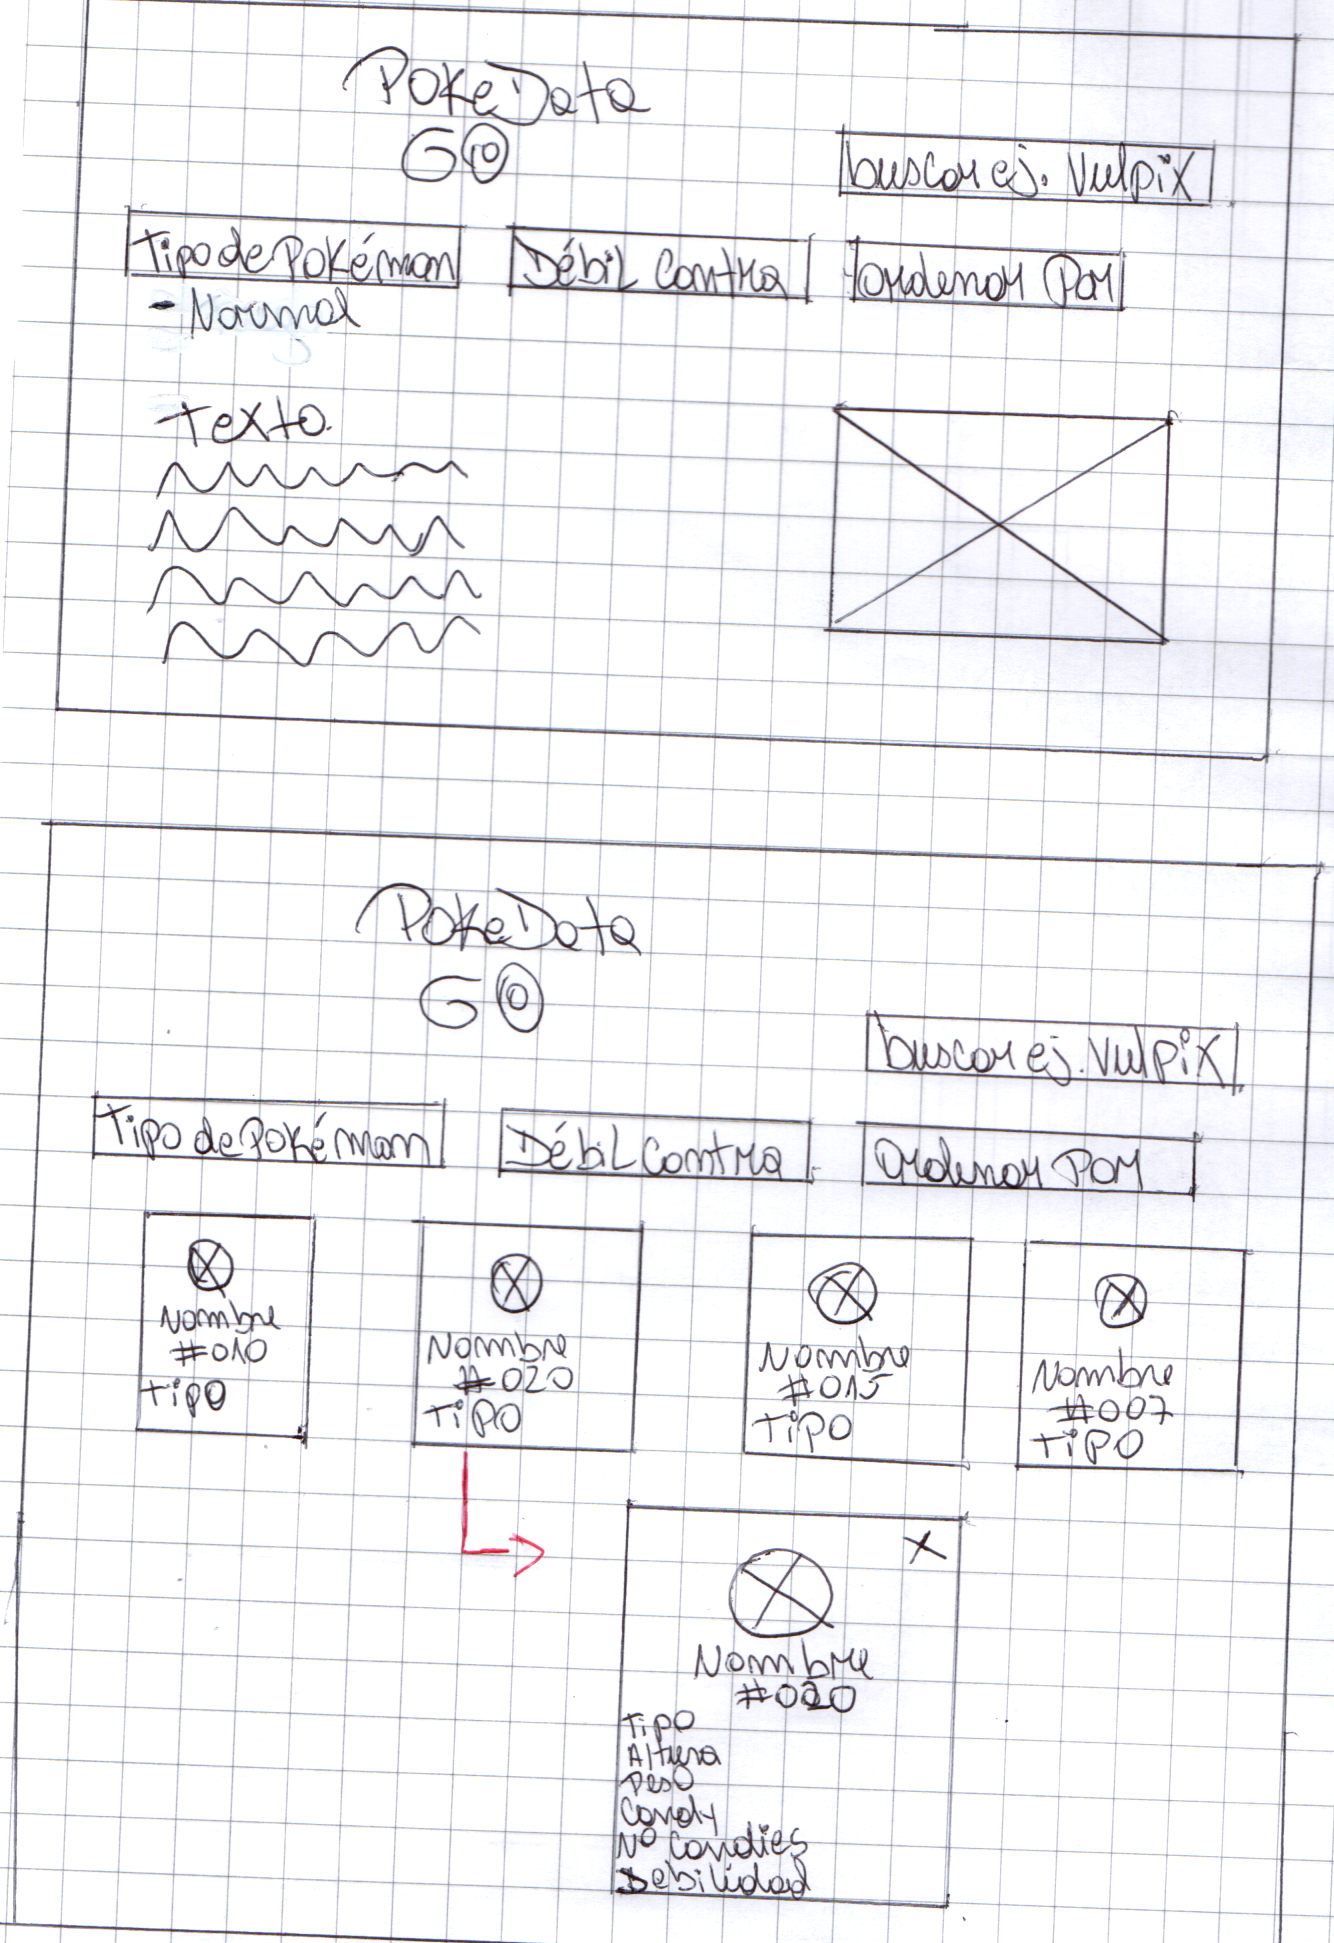 PokeData
GO
buscar ej. Vulpix
Tipo de Pokémon
Débil Contra
Ordenar Por
- Normal
Texto.
PokeData
GO
buscar ej. Vulpix
Tipo de Pokémon
Débil Contra
Ordenar Por
Nombre
#010
Tipo
Nombre
#020
TiPO
Nombre
#015
TiPO
Nombre
#007
TiPO
X
Nombre
#020
Tipo
Altura
Peso
Candy
Nº Candies
Debilidad